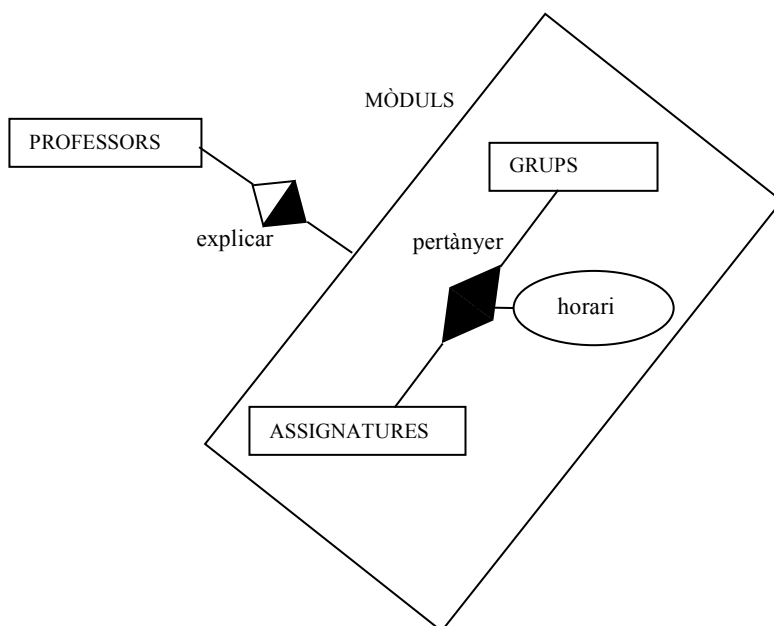 MÒDULS
PROFESSORS
GRUPS
explicar
pertànyer
horari
ASSIGNATURES